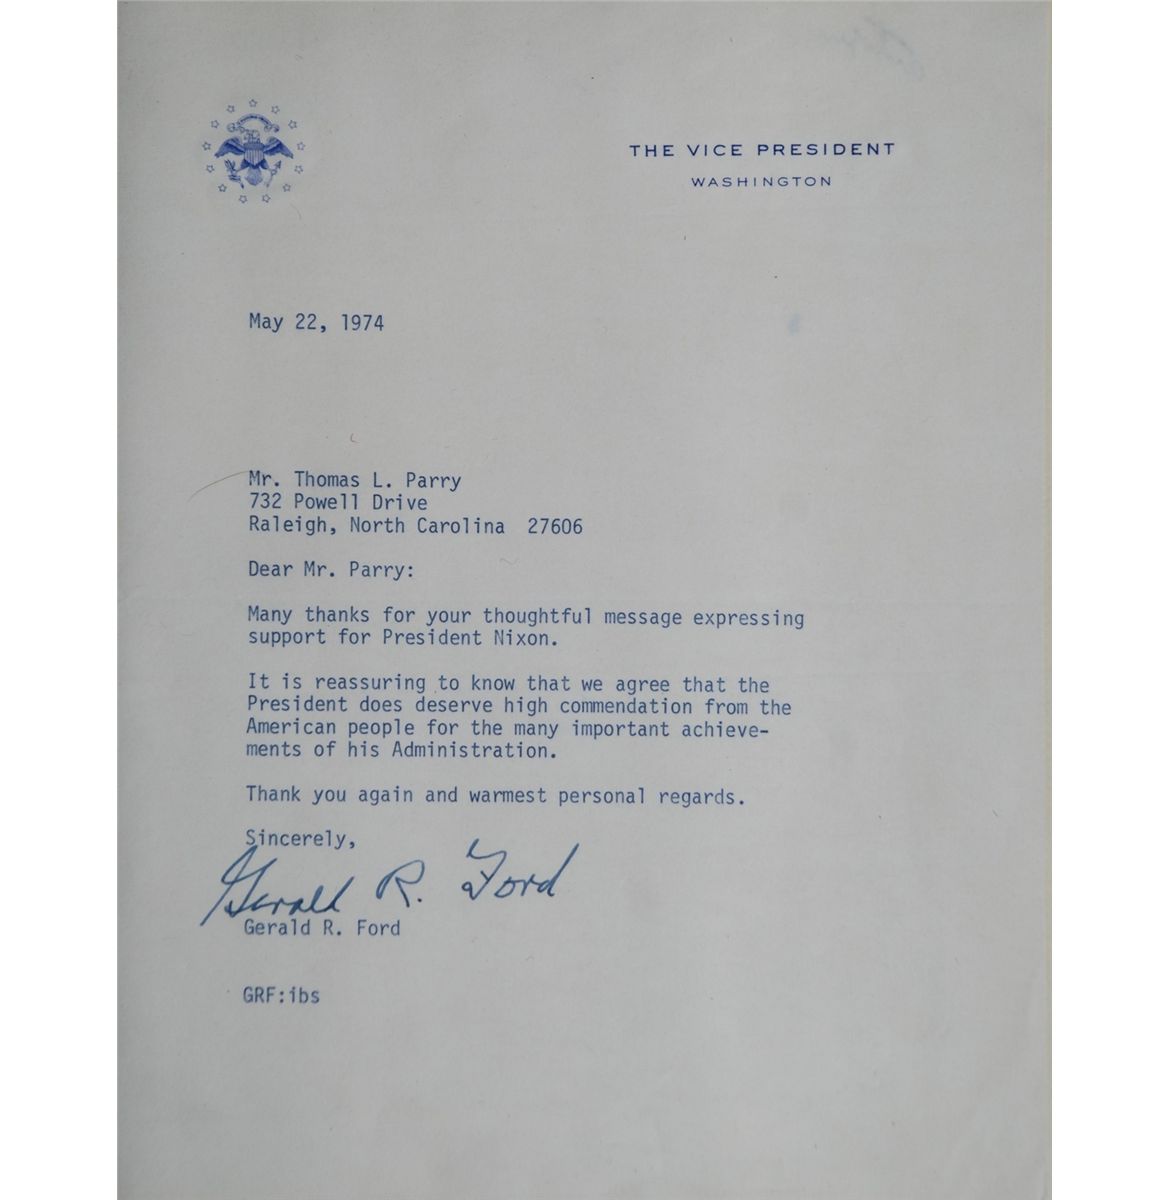 THE VICE PRESIDENT
WASHINGTON
May 22, 1974
Mr. Thomas L. Parry
732 Powell Drive
Raleigh, North Carolina 27606
Dear Mr. Parry:
Many thanks for your thoughtful message expressing
support for President Nixon.
It is reassuring to know that we agree that the
President does deserve high commendation from the
American people for the many important achieve-
ments of his Administration.
Thank you again and warmest personal regards.
Sincerely,
Gerald R. Ford
Gerald R. Ford
GRF:ibs